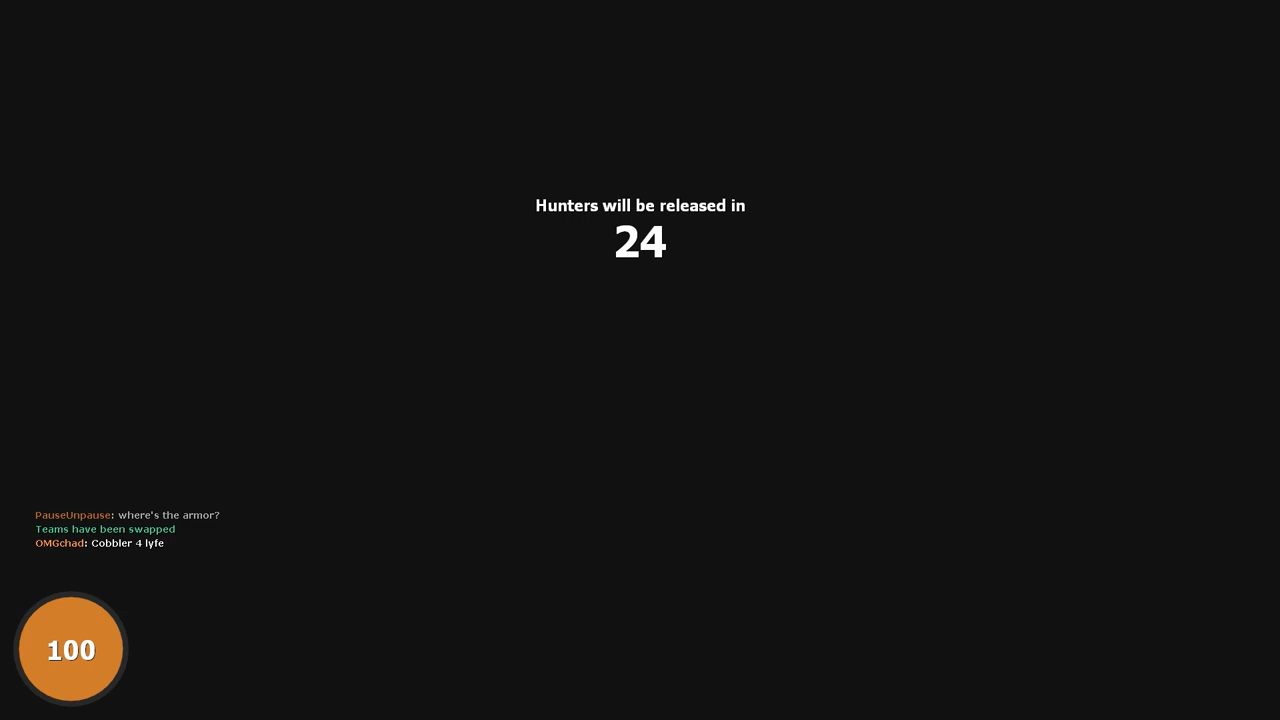 Hunters will be released in
24
PauseUnpause: where's the armor?
Teams have been swapped
OMGchad: Cobbler 4 lyfe
100